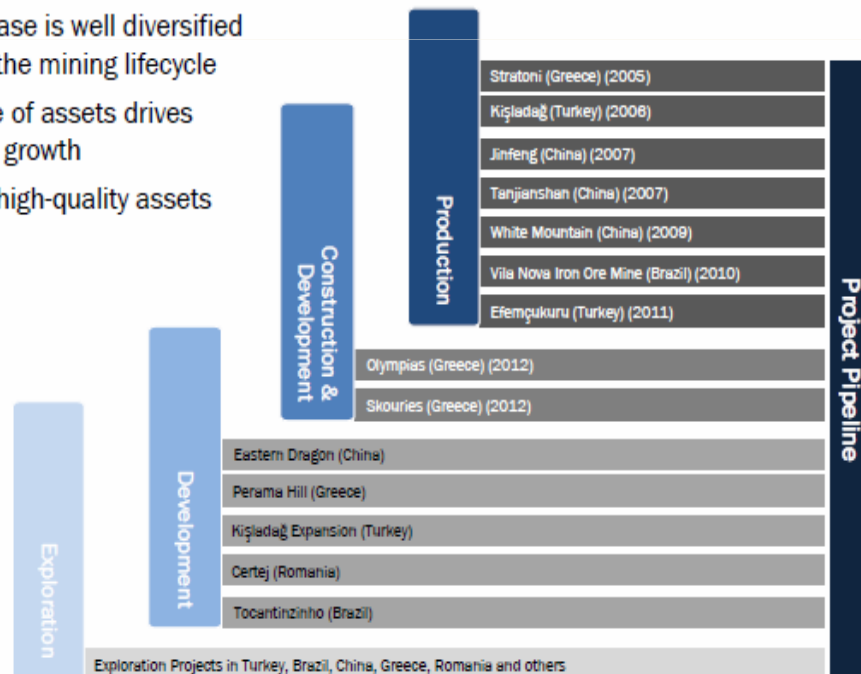 ase is well diversified
the mining lifecycle
e of assets drives
growth
high-quality assets
Production
Stratoni (Greece) (2005)
Kişladağ (Turkey) (2006)
Jinfeng (China) (2007)
Tanjianshan (China) (2007)
White Mountain (China) (2009)
Vila Nova Iron Ore Mine (Brazil) (2010)
Efemçukuru (Turkey) (2011)
Construction &
Development
Olympias (Greece) (2012)
Skouries (Greece) (2012)
Development
Eastern Dragon (China)
Perama Hill (Greece)
Kişladağ Expansion (Turkey)
Certej (Romania)
Tocantinzinho (Brazil)
Exploration
Exploration Projects in Turkey, Brazil, China, Greece, Romania and others
Project Pipeline